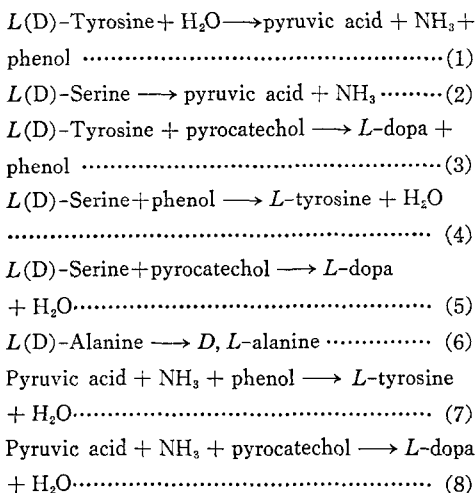 L(D)-Tyrosine + H₂O ⟶ pyruvic acid + NH₃ +
phenol ············································(1)
L(D)-Serine ⟶ pyruvic acid + NH₃ ·········(2)
L(D)-Tyrosine + pyrocatechol ⟶ L-dopa +
phenol ············································ (3)
L(D)-Serine+phenol ⟶ L-tyrosine + H₂O
······················································ (4)
L(D)-Serine+pyrocatechol ⟶ L-dopa
+ H₂O·············································· (5)
L(D)-Alanine ⟶ D, L-alanine ············· (6)
Pyruvic acid + NH₃ + phenol ⟶ L-tyrosine
+ H₂O·············································· (7)
Pyruvic acid + NH₃ + pyrocatechol ⟶ L-dopa
+ H₂O·············································· (8)